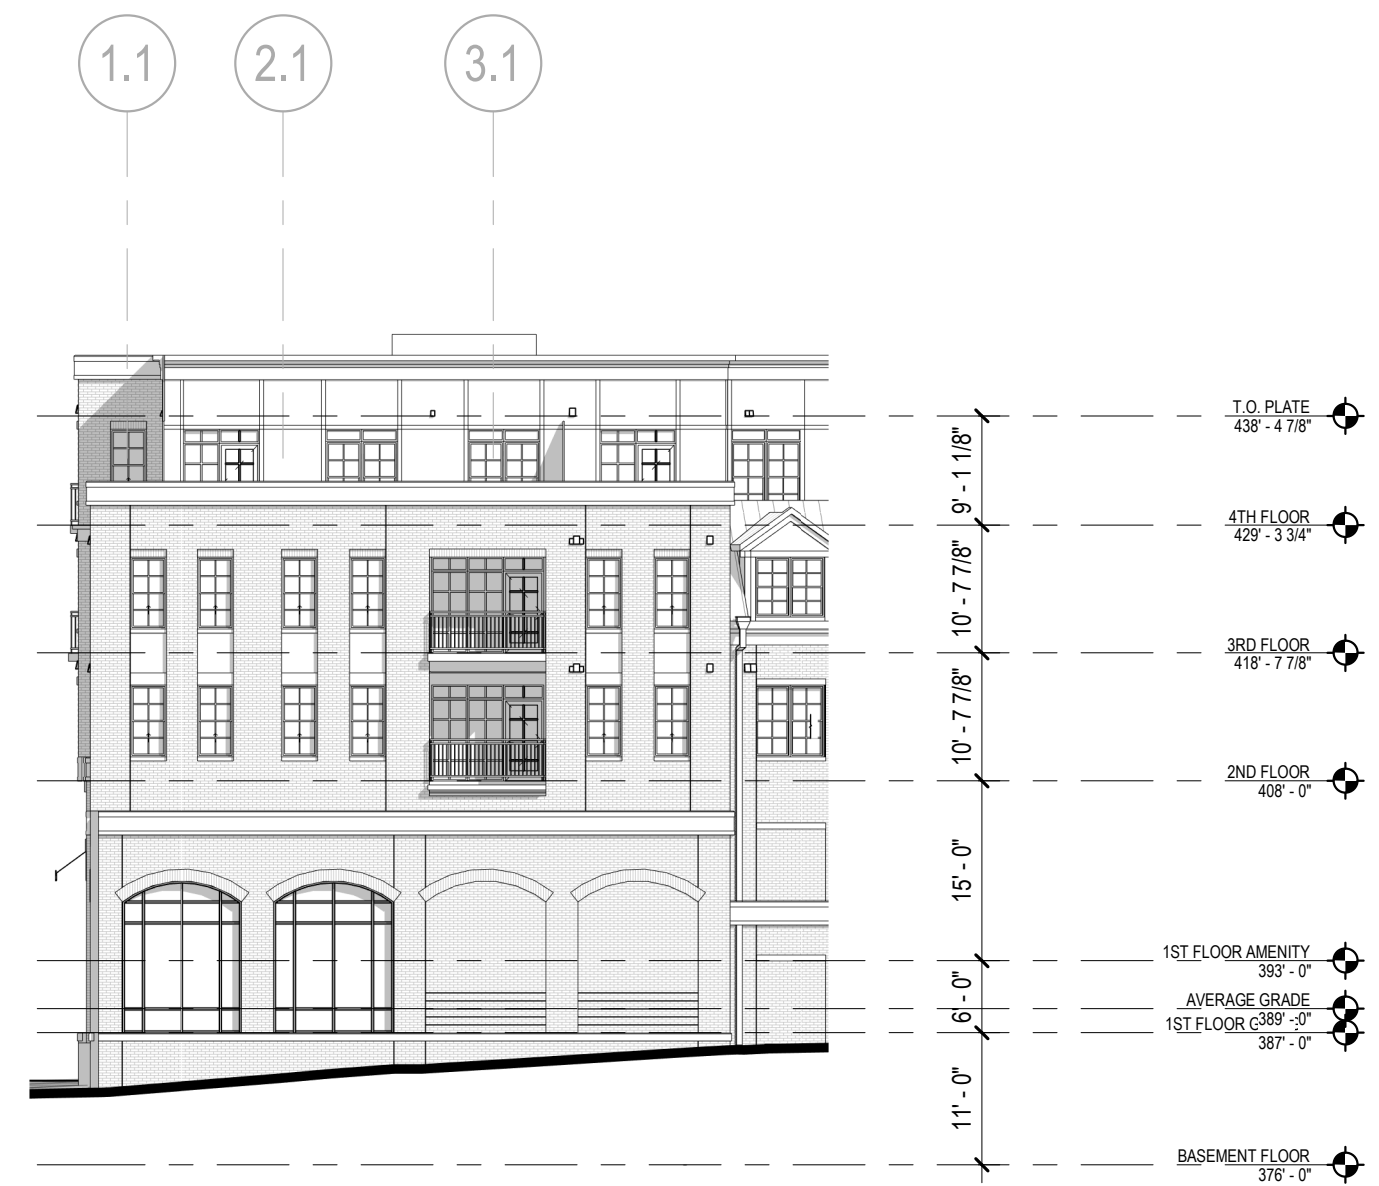 1.1
2.1
3.1
T.O. PLATE
438' - 4 7/8"
9' - 1 1/8"
4TH FLOOR
429' - 3 3/4"
10' - 7 7/8"
3RD FLOOR
418' - 7 7/8"
10' - 7 7/8"
2ND FLOOR
408' - 0"
15' - 0"
1ST FLOOR AMENITY
393' - 0"
6' - 0"
AVERAGE GRADE
389' - 0"
1ST FLOOR
387' - 0"
11' - 0"
BASEMENT FLOOR
376' - 0"